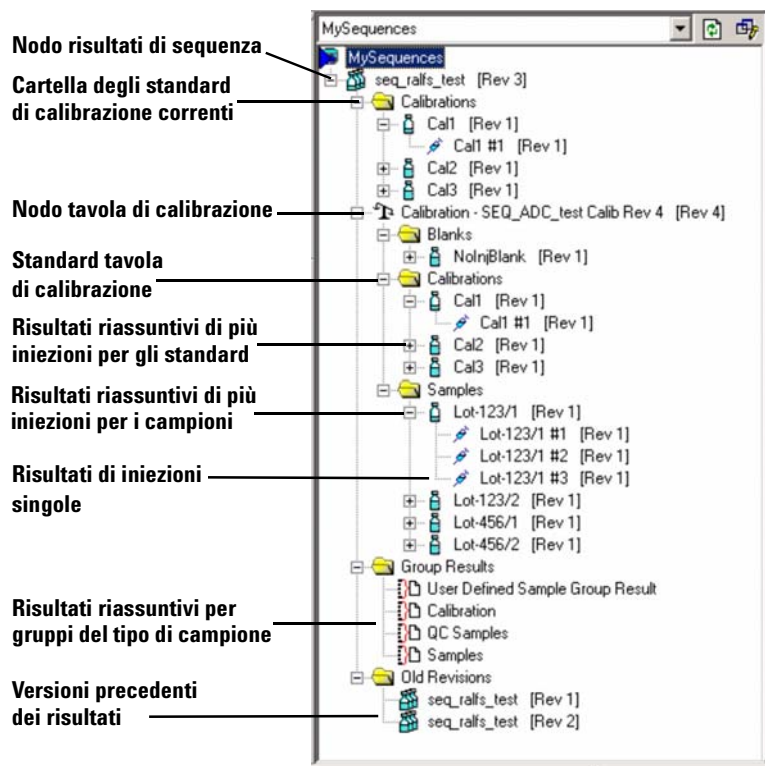 MySequences
Nodo risultati di sequenza
MySequences
seq_ralfs_test [Rev 3]
Cartella degli standard
di calibrazione correnti
Calibrations
Cal1 [Rev 1]
Cal1 #1 [Rev 1]
Cal2 [Rev 1]
Cal3 [Rev 1]
Nodo tavola di calibrazione
Calibration - SEQ_ADC_test Calib Rev 4 [Rev 4]
Blanks
NoInjBlank [Rev 1]
Standard tavola
di calibrazione
Calibrations
Cal1 [Rev 1]
Cal1 #1 [Rev 1]
Risultati riassuntivi di più
iniezioni per gli standard
Cal2 [Rev 1]
Cal3 [Rev 1]
Samples
Risultati riassuntivi di più
iniezioni per i campioni
Lot-123/1 [Rev 1]
Lot-123/1 #1 [Rev 1]
Lot-123/1 #2 [Rev 1]
Lot-123/1 #3 [Rev 1]
Risultati di iniezioni
singole
Lot-123/2 [Rev 1]
Lot-456/1 [Rev 1]
Lot-456/2 [Rev 1]
Group Results
User Defined Sample Group Result
Calibration
QC Samples
Samples
Risultati riassuntivi per
gruppi del tipo di campione
Old Revisions
seq_ralfs_test [Rev 1]
seq_ralfs_test [Rev 2]
Versioni precedenti
dei risultati